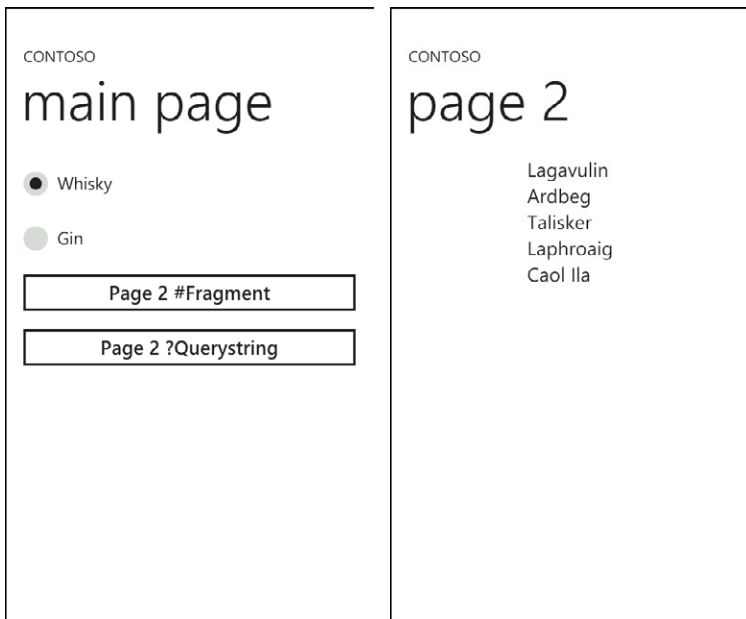 CONTOSO
main page
Whisky
Gin
Page 2 #Fragment
Page 2 ?Querystring
CONTOSO
page 2
Lagavulin
Ardbeg
Talisker
Laphroaig
Caol Ila